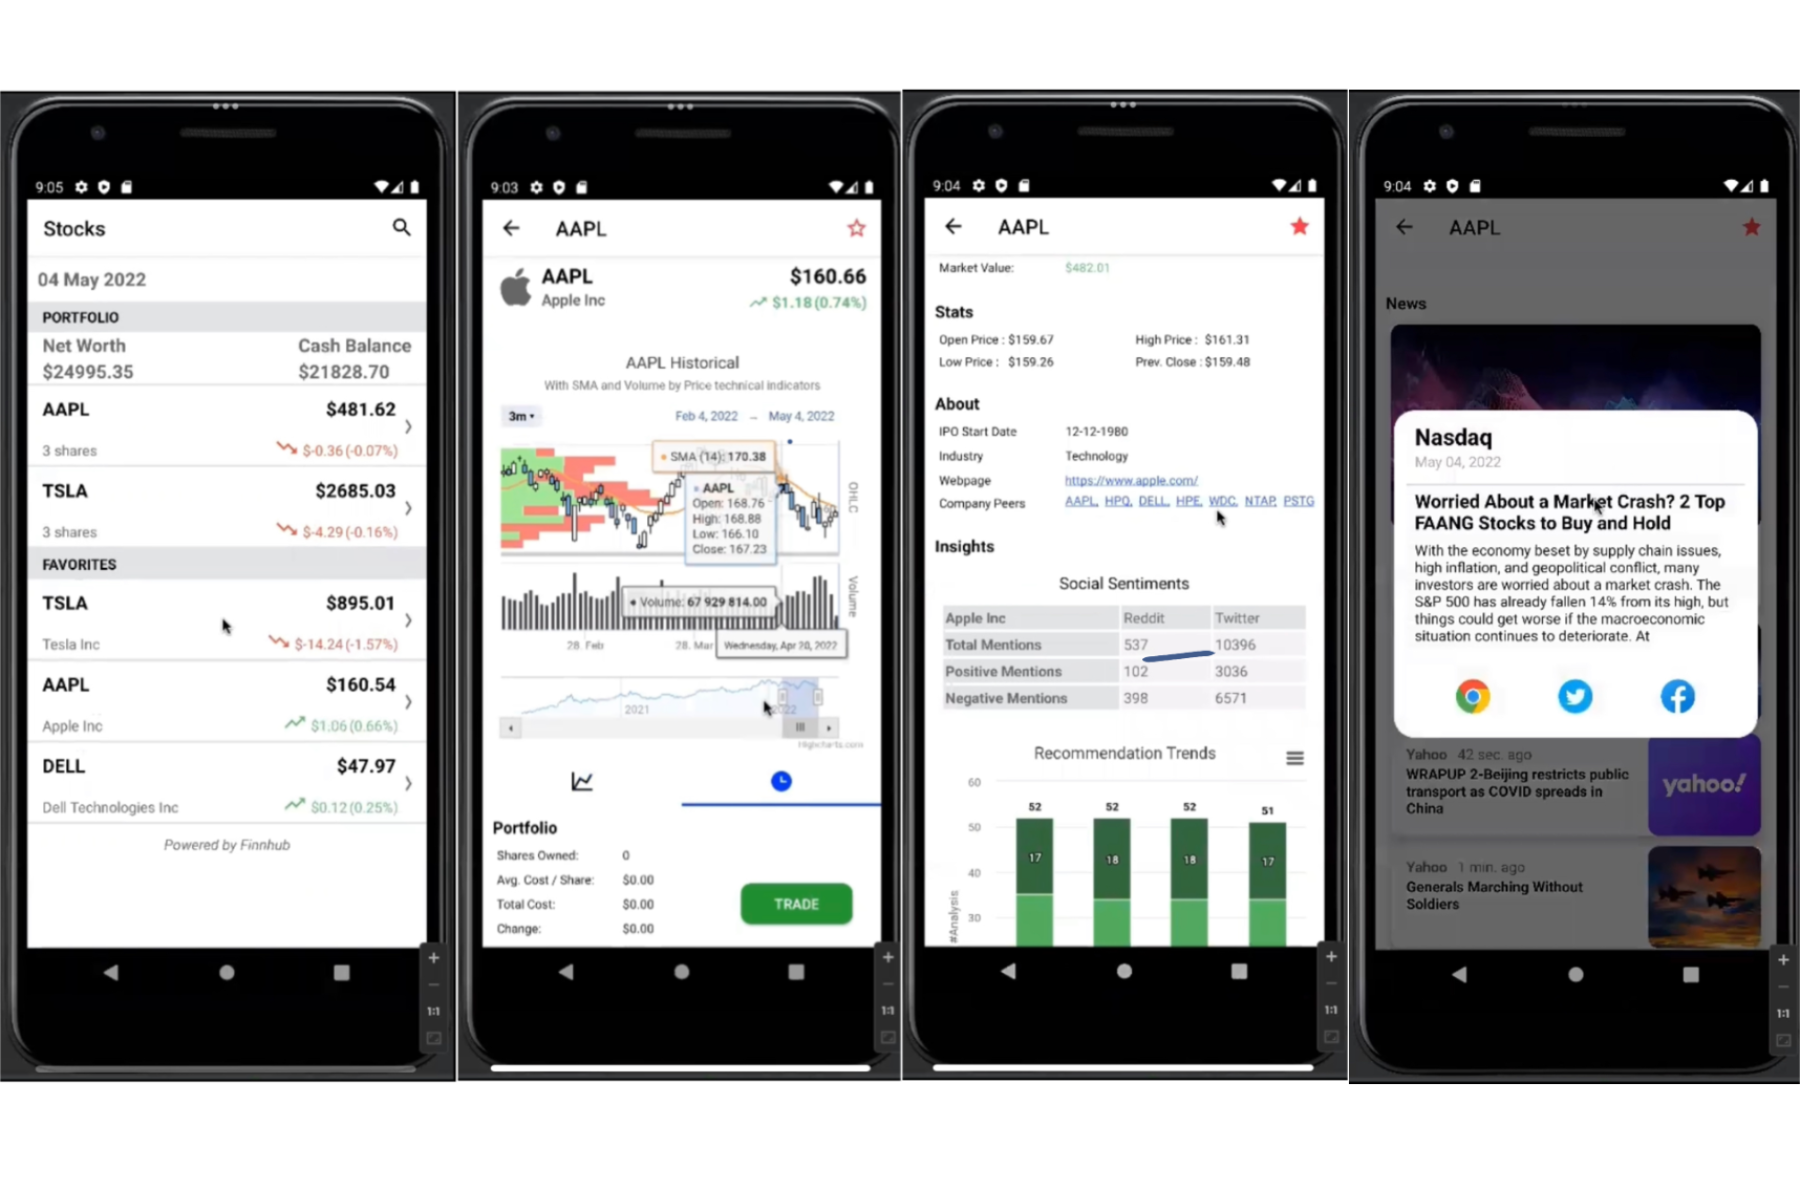 9:05
Stocks
04 May 2022
PORTFOLIO
Net Worth Cash Balance
$24995.35 $21828.70
AAPL $481.62
3 shares $-0.36 (-0.07%)
TSLA $2685.03
3 shares $-4.29 (-0.16%)
FAVORITES
TSLA $895.01
Tesla Inc $-14.24 (-1.57%)
AAPL $160.54
Apple Inc $1.06 (0.66%)
DELL $47.97
Dell Technologies Inc $0.12 (0.25%)
Powered by Finnhub
1:1
9:03
AAPL
AAPL $160.66
Apple Inc $1.18 (0.74%)
AAPL Historical
With SMA and Volume by Price technical indicators
3m Feb 4, 2022 → May 4, 2022
SMA (14): 170.38
AAPL
Open: 168.76
High: 168.88
Low: 166.10
Close: 167.23
OHLC
Volume: 67 929 814.00
Volume
28. Feb 28. Mar Wednesday, Apr 20, 2022
2021 2022
Highcharts.com
Portfolio
Shares Owned: 0
Avg. Cost / Share: $0.00
Total Cost: $0.00
Change: $0.00
TRADE
1:1
9:04
AAPL
Market Value: $482.01
Stats
Open Price : $159.67 High Price : $161.31
Low Price : $159.26 Prev. Close : $159.48
About
IPO Start Date 12-12-1980
Industry Technology
Webpage https://www.apple.com/
Company Peers AAPL, HPQ, DELL, HPE, WDC, NTAP, PSTG
Insights
Social Sentiments
Apple Inc Reddit Twitter
Total Mentions 537 10396
Positive Mentions 102 3036
Negative Mentions 398 6571
Recommendation Trends
60
52 52 52 51
50
17 18 18 17
40
30
#Analysis
1:1
9:04
AAPL
News
Nasdaq
May 04, 2022
Worried About a Market Crash? 2 Top
FAANG Stocks to Buy and Hold
With the economy beset by supply chain issues,
high inflation, and geopolitical conflict, many
investors are worried about a market crash. The
S&P 500 has already fallen 14% from its high, but
things could get worse if the macroeconomic
situation continues to deteriorate. At
Yahoo 42 sec. ago
WRAPUP 2-Beijing restricts public
transport as COVID spreads in
China
yahoo!
Yahoo 1 min. ago
Generals Marching Without
Soldiers
1:1